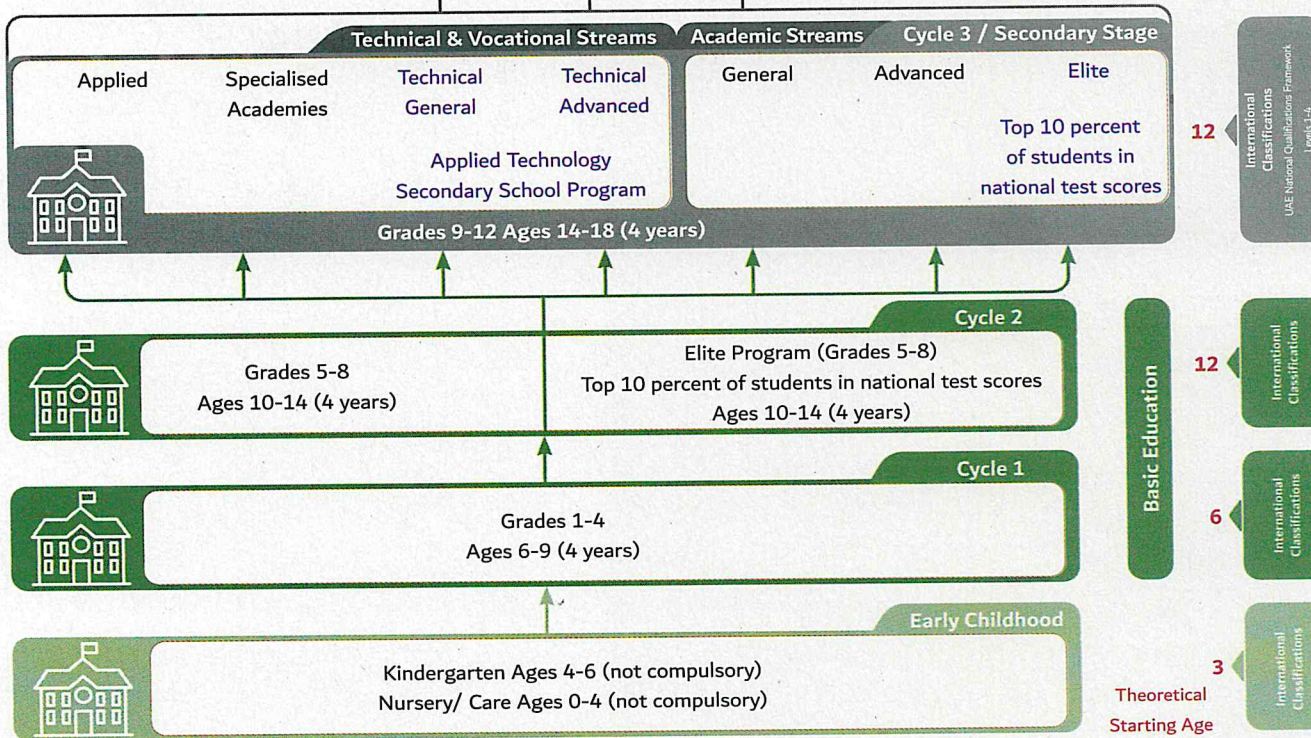 Technical & Vocational Streams
Academic Streams
Cycle 3 / Secondary Stage
Applied
Specialised
Academies
Technical
General
Technical
Advanced
Applied Technology
Secondary School Program
General
Advanced
Elite
Top 10 percent
of students in
national test scores
Grades 9-12 Ages 14-18 (4 years)
12
International
Classifications
UAE National Qualifications Framework
Levels 1-4
Cycle 2
Grades 5-8
Ages 10-14 (4 years)
Elite Program (Grades 5-8)
Top 10 percent of students in national test scores
Ages 10-14 (4 years)
12
International
Classifications
Basic Education
Cycle 1
Grades 1-4
Ages 6-9 (4 years)
6
International
Classifications
Early Childhood
Kindergarten Ages 4-6 (not compulsory)
Nursery/ Care Ages 0-4 (not compulsory)
3
Theoretical
Starting Age
International
Classifications